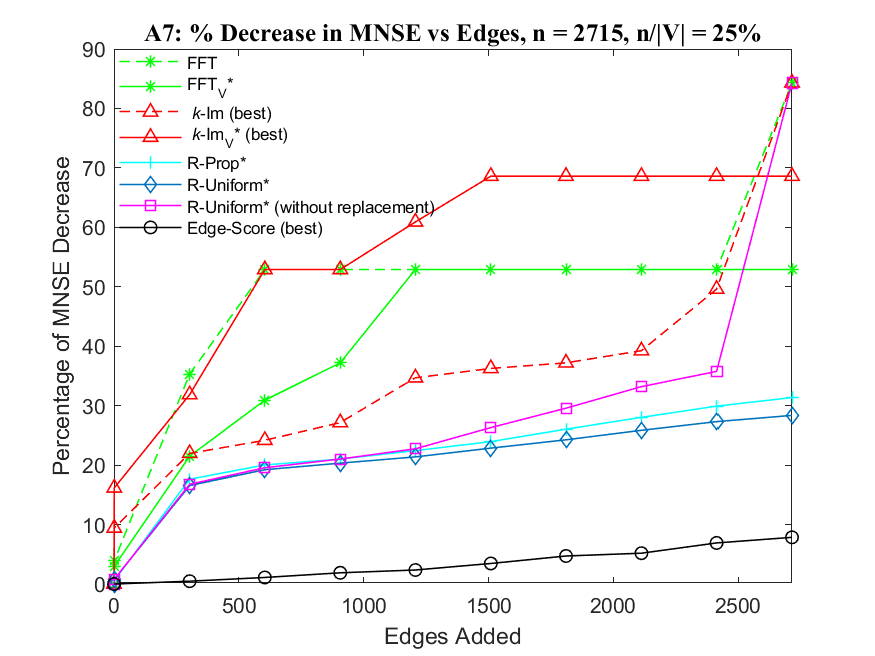 A7: % Decrease in MNSE vs Edges, n = 2715, n/|V| = 25%
Percentage of MNSE Decrease
90
80
70
60
50
40
30
20
10
0
FFT
FFT_V*
k-Im (best)
k-Im_V* (best)
R-Prop*
R-Uniform*
R-Uniform* (without replacement)
Edge-Score (best)
0 500 1000 1500 2000 2500
Edges Added